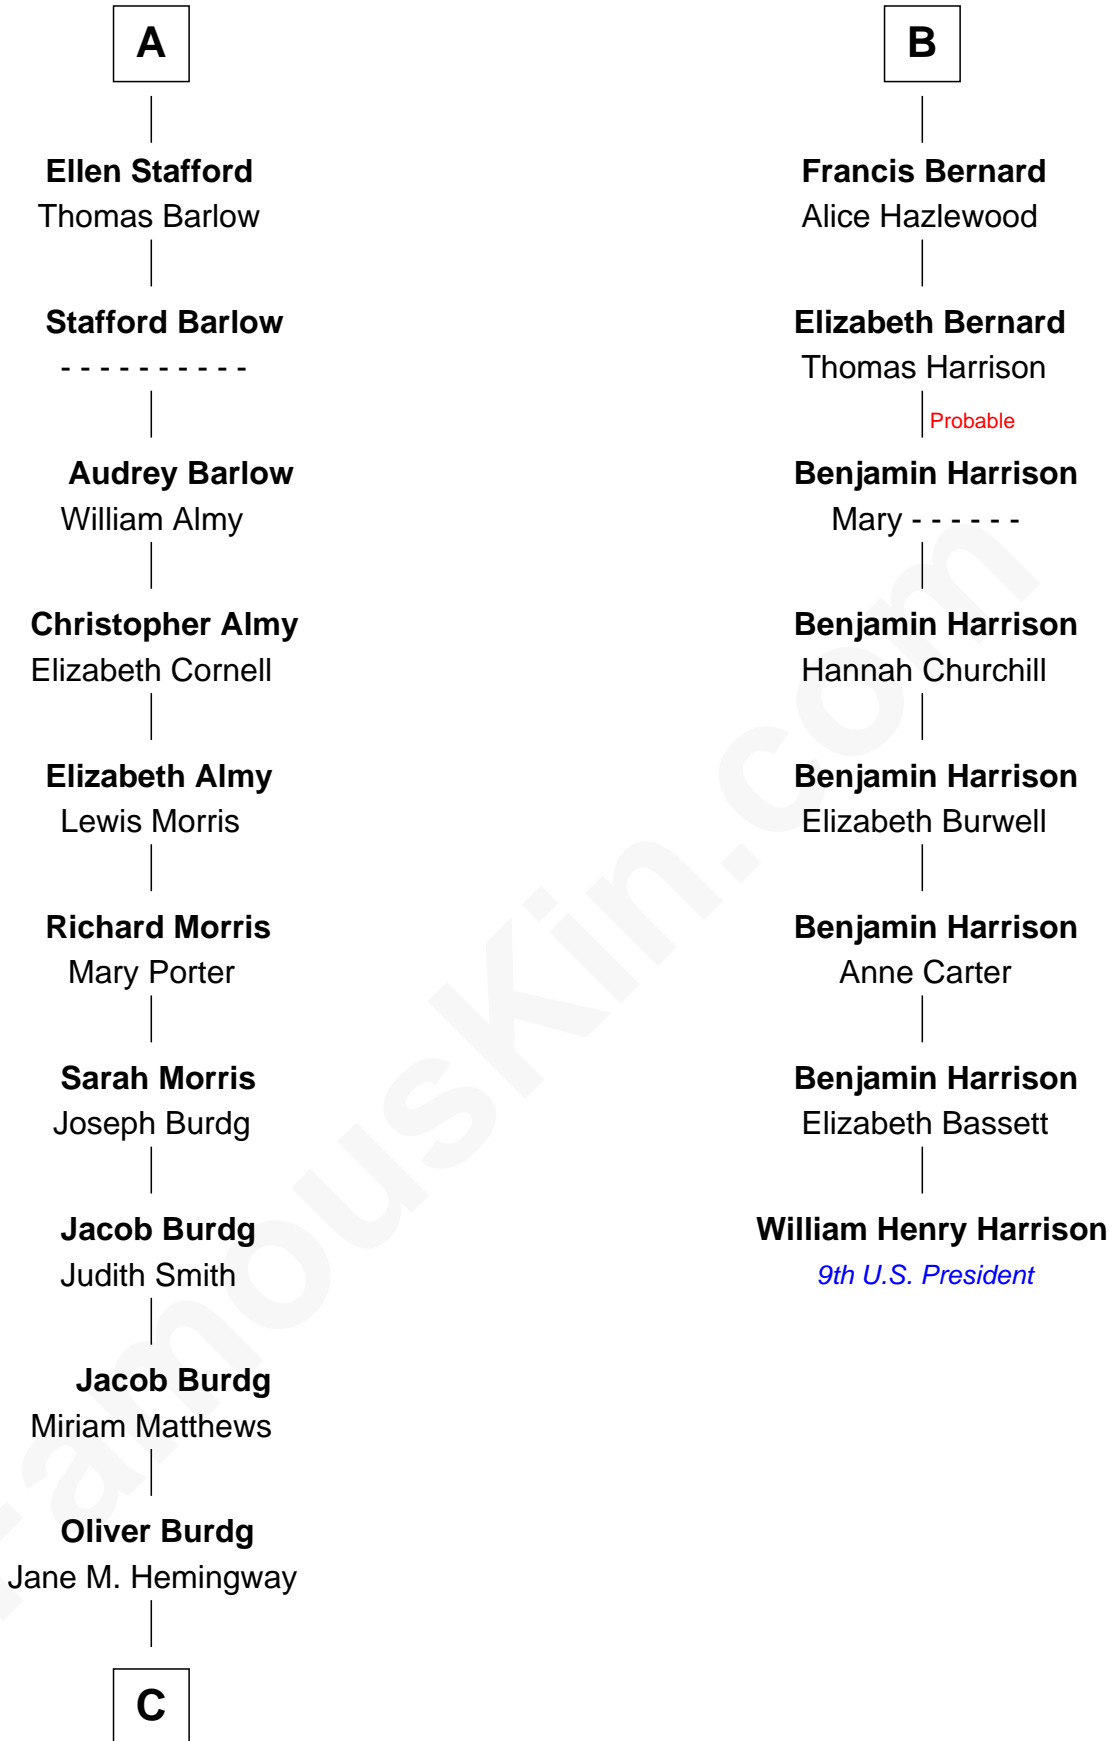 A
Ellen Stafford
Thomas Barlow
Stafford Barlow
- - - - - - - - - -
Audrey Barlow
William Almy
Christopher Almy
Elizabeth Cornell
Elizabeth Almy
Lewis Morris
Richard Morris
Mary Porter
Sarah Morris
Joseph Burdg
Jacob Burdg
Judith Smith
Jacob Burdg
Miriam Matthews
Oliver Burdg
Jane M. Hemingway
C
B
Francis Bernard
Alice Hazlewood
Elizabeth Bernard
Thomas Harrison
Probable
Benjamin Harrison
Mary - - - - - -
Benjamin Harrison
Hannah Churchill
Benjamin Harrison
Elizabeth Burwell
Benjamin Harrison
Anne Carter
Benjamin Harrison
Elizabeth Bassett
William Henry Harrison
9th U.S. President
FamousKin.com